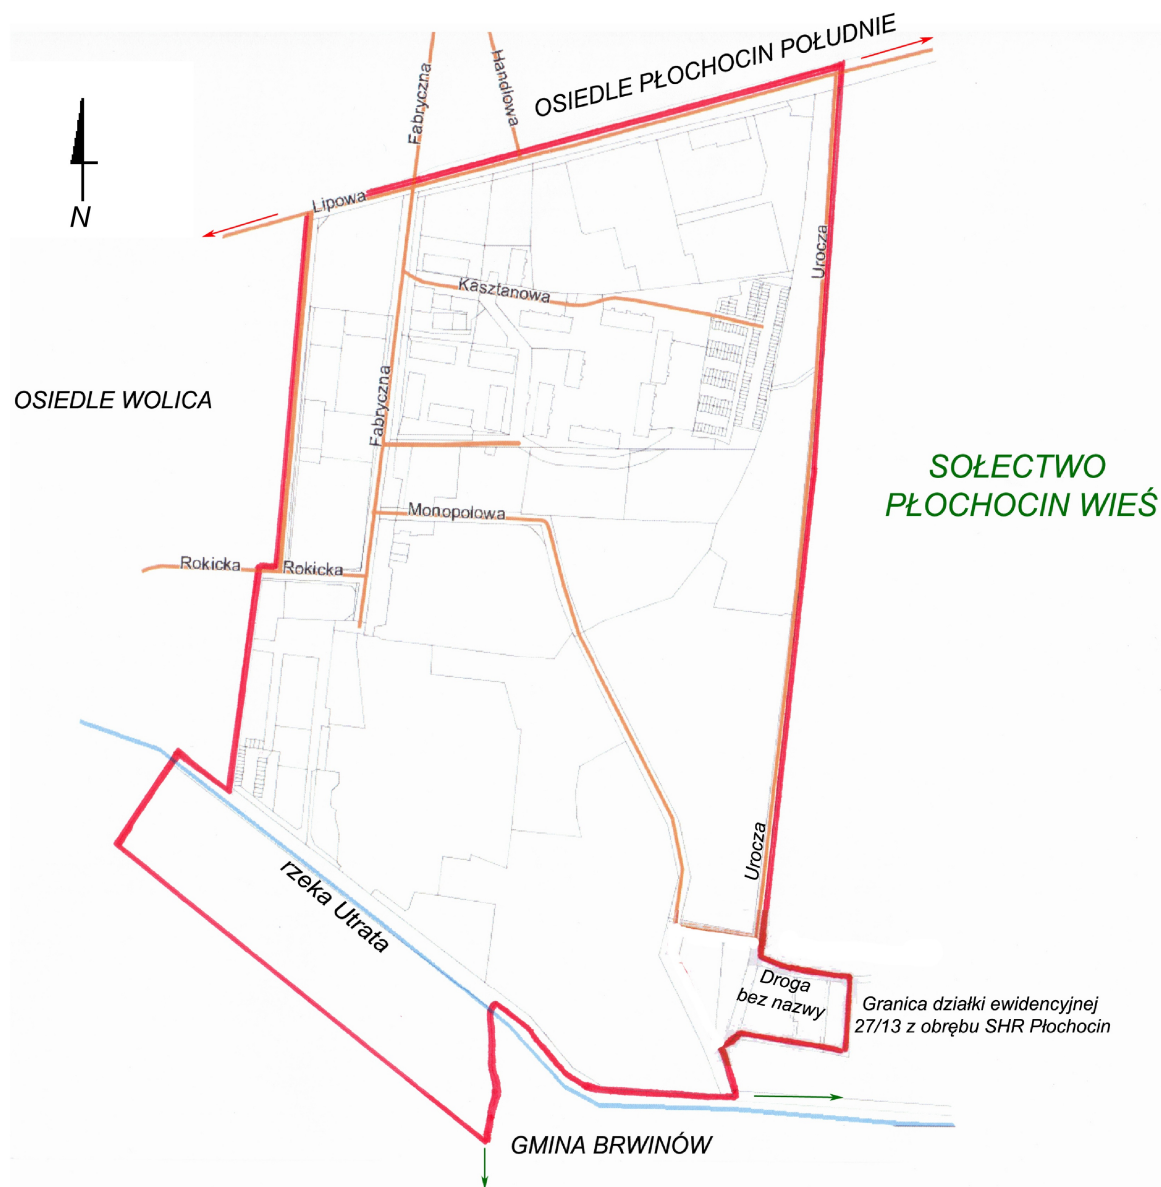 OSIEDLE PŁOCHOCIN POŁUDNIE
Handlowa
Fabryczna
N
Lipowa
Urocza
Kasztanowa
Fabryczna
OSIEDLE WOLICA
SOŁECTWO
PŁOCHOCIN WIEŚ
Monopolowa
Rokicka
Rokicka
Urocza
rzeka Utrata
Droga
bez nazwy
Granica działki ewidencyjnej
27/13 z obrębu SHR Płochocin
GMINA BRWINÓW